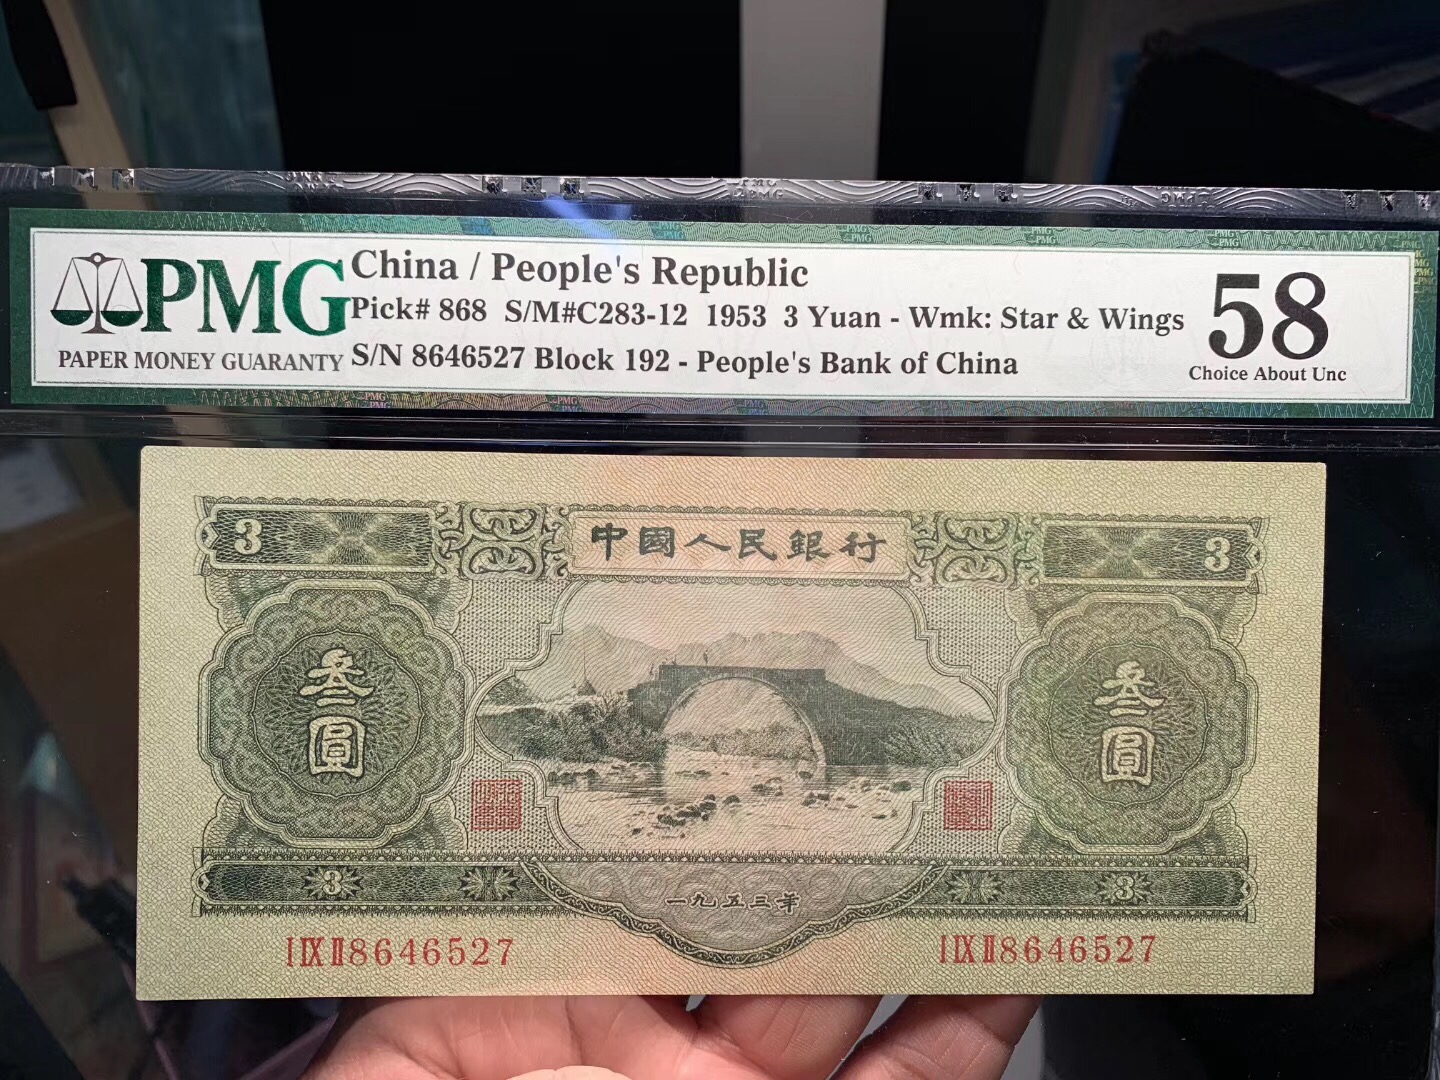 PMG
PAPER MONEY GUARANTY
China / People's Republic
Pick# 868 S/M#C283-12 1953 3 Yuan - Wmk: Star & Wings
S/N 8646527 Block 192 - People's Bank of China
58
Choice About Unc
3 中國人民銀行 3
叁圓 叁圓
3 3
一九五三年
I IX II 8646527 I IX II 8646527